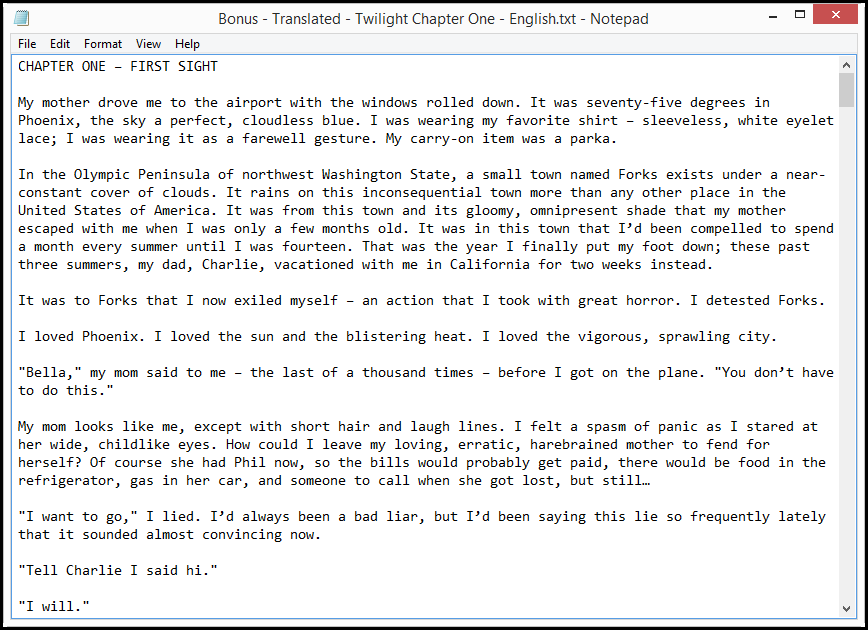 Bonus - Translated - Twilight Chapter One - English.txt - Notepad
File Edit Format View Help
CHAPTER ONE – FIRST SIGHT
My mother drove me to the airport with the windows rolled down. It was seventy-five degrees in
Phoenix, the sky a perfect, cloudless blue. I was wearing my favorite shirt – sleeveless, white eyelet
lace; I was wearing it as a farewell gesture. My carry-on item was a parka.
In the Olympic Peninsula of northwest Washington State, a small town named Forks exists under a near-
constant cover of clouds. It rains on this inconsequential town more than any other place in the
United States of America. It was from this town and its gloomy, omnipresent shade that my mother
escaped with me when I was only a few months old. It was in this town that I’d been compelled to spend
a month every summer until I was fourteen. That was the year I finally put my foot down; these past
three summers, my dad, Charlie, vacationed with me in California for two weeks instead.
It was to Forks that I now exiled myself – an action that I took with great horror. I detested Forks.
I loved Phoenix. I loved the sun and the blistering heat. I loved the vigorous, sprawling city.
"Bella," my mom said to me – the last of a thousand times – before I got on the plane. "You don’t have
to do this."
My mom looks like me, except with short hair and laugh lines. I felt a spasm of panic as I stared at
her wide, childlike eyes. How could I leave my loving, erratic, harebrained mother to fend for
herself? Of course she had Phil now, so the bills would probably get paid, there would be food in the
refrigerator, gas in her car, and someone to call when she got lost, but still…
"I want to go," I lied. I’d always been a bad liar, but I’d been saying this lie so frequently lately
that it sounded almost convincing now.
"Tell Charlie I said hi."
"I will."